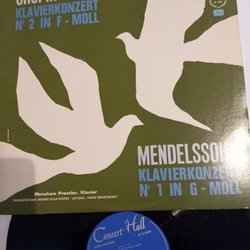 KLAVIERKONZERT
Nº 2 IN F - MOLL
MENDELSSOHN
KLAVIERKONZERT
Nº 1 IN G - MOLL
Menahem Pressler, Klavier
ORCHESTER DER WIENER STAATSOPER - LEITUNG: HANS SWAROWSKY
Concert Hall